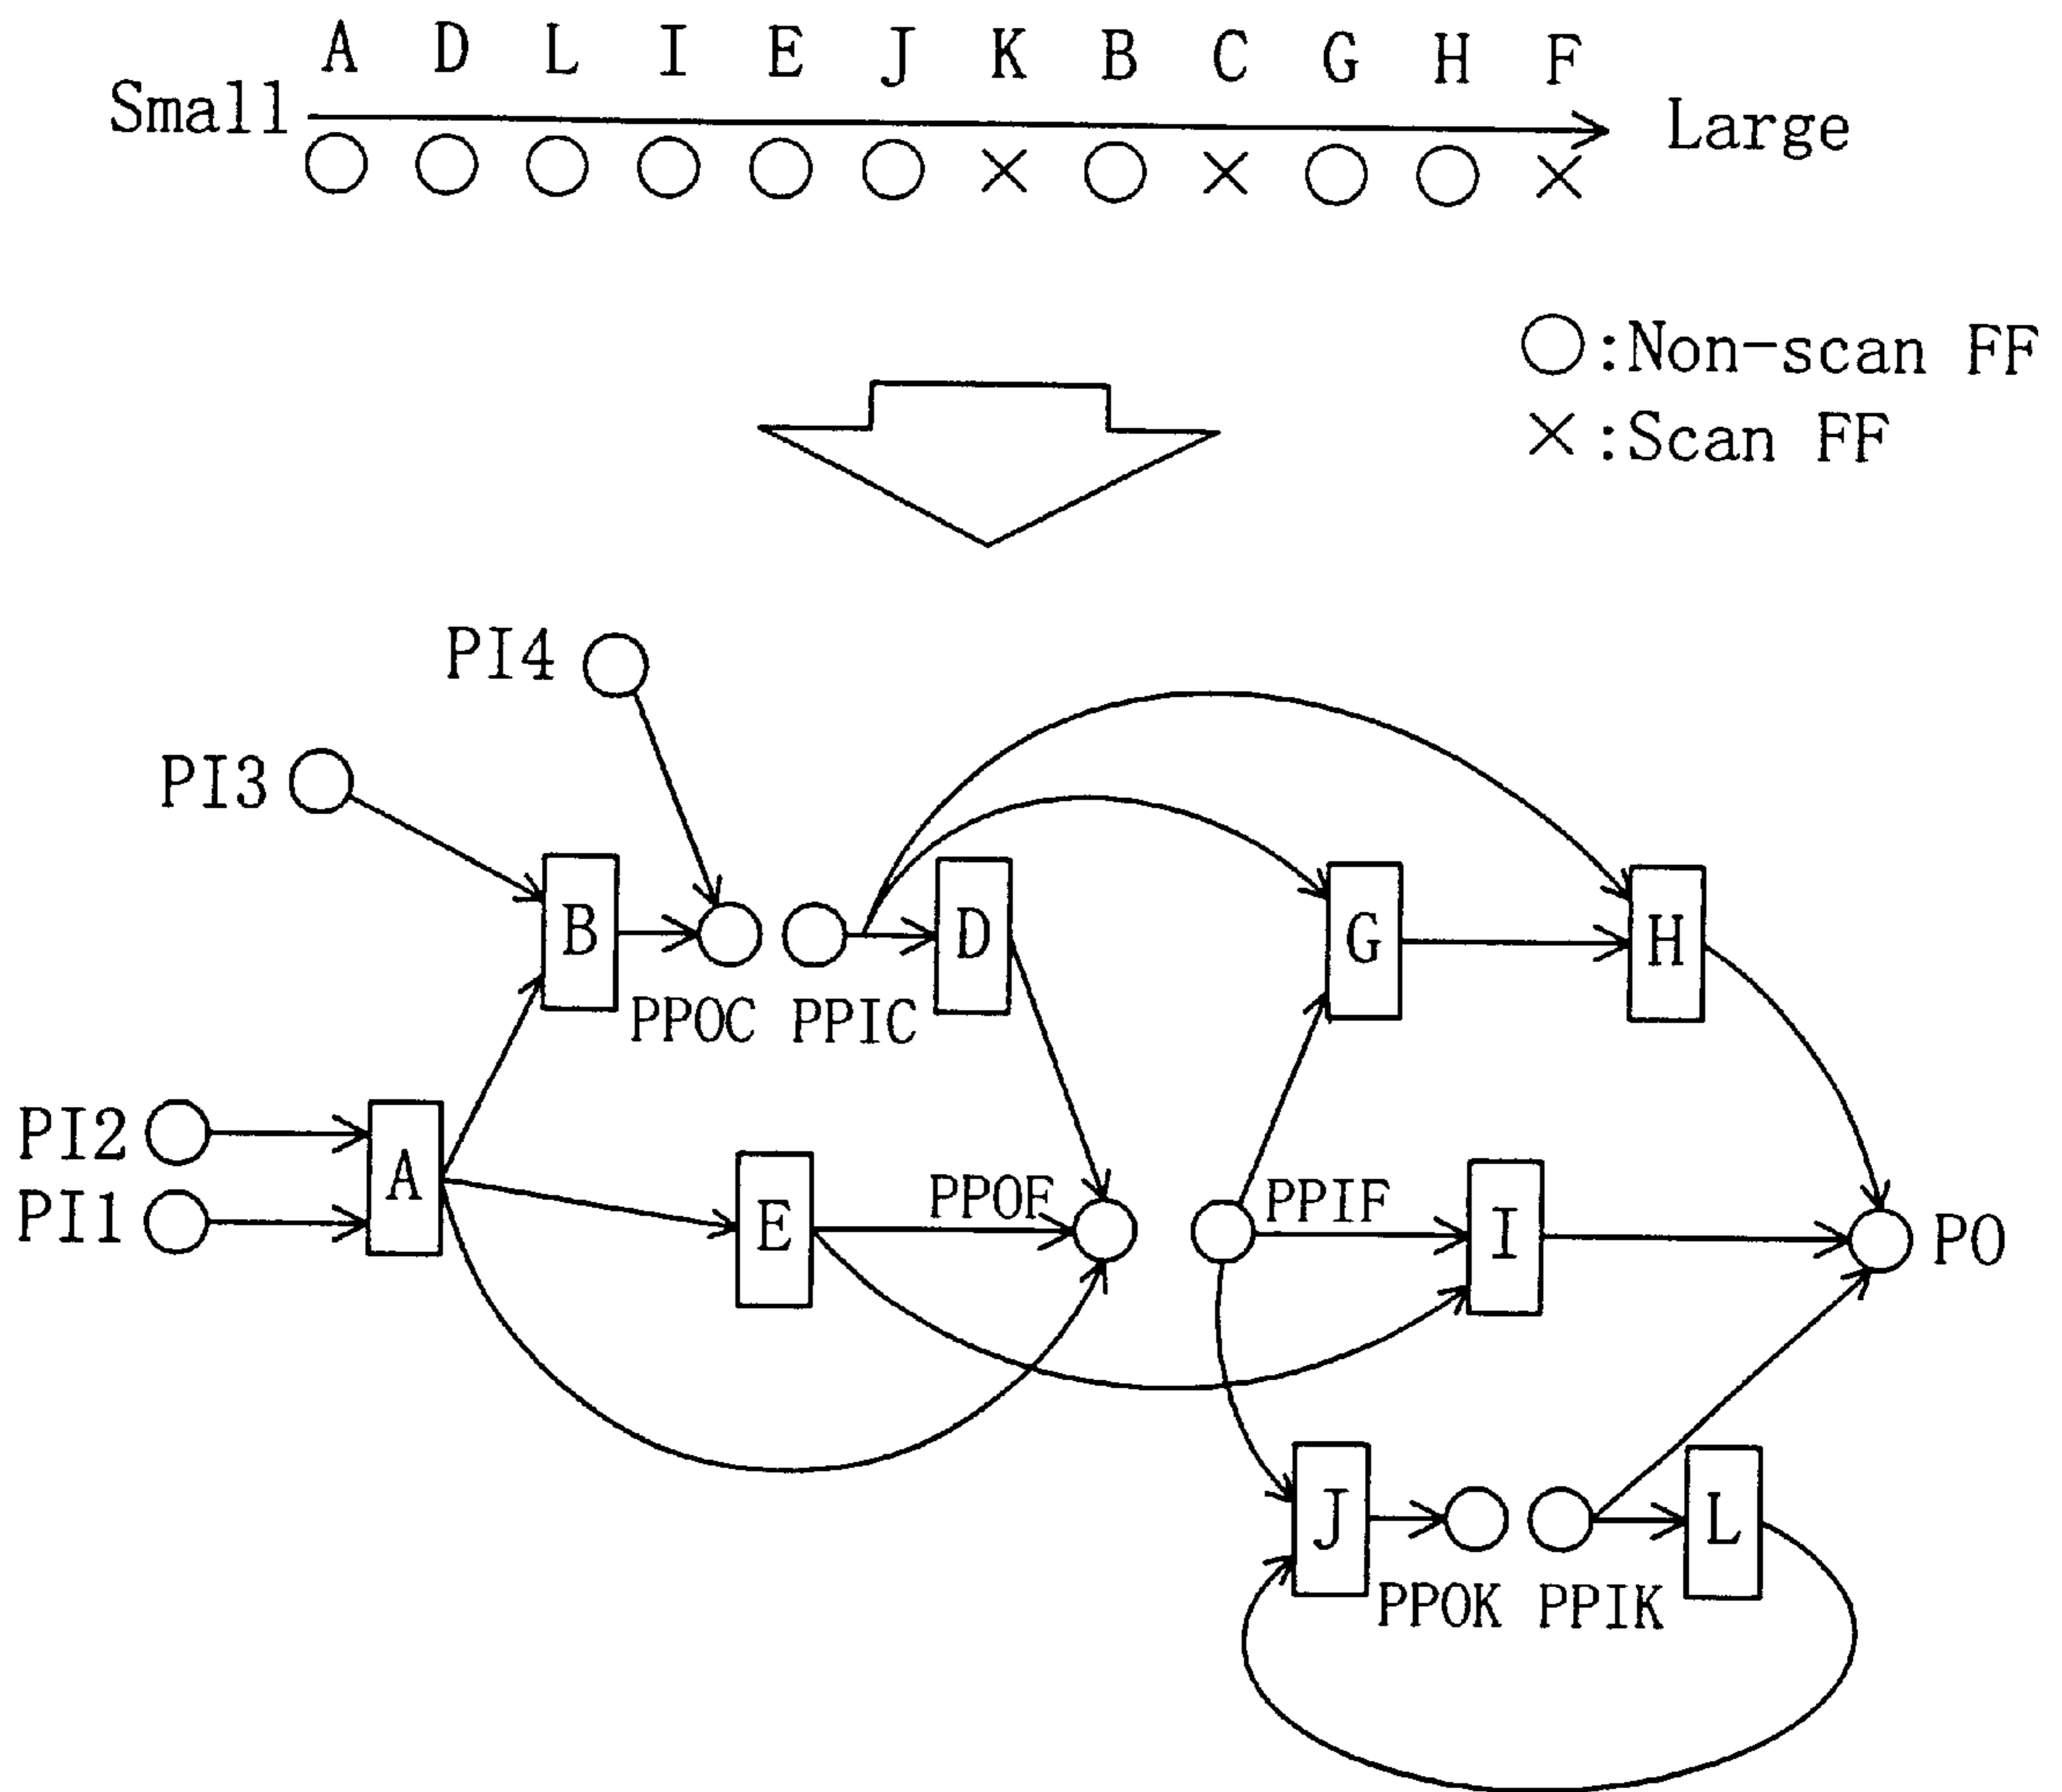 A D L I E J K B C G H F
Small Large
○:Non-scan FF
×:Scan FF
PI4
PI3
B D G H
PPOC PPIC
PI2
A
PI1
E PPOF PPIF I PO
J L
PPOK PPIK